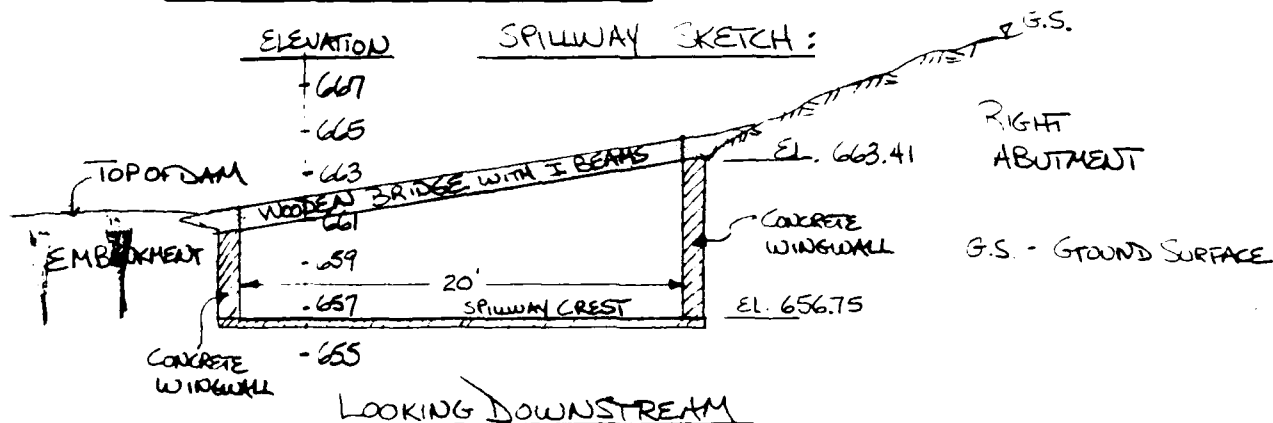 ELEVATION
SPILLWAY SKETCH :
G.S.
- 667
- 665
RIGHT
ABUTMENT
- 663
EL. 663.41
TOP OF DAM
WOODEN BRIDGE WITH I BEAMS
661
CONCRETE
WINGWALL
EMBANKMENT
- 659
G.S. - GROUND SURFACE
20'
- 657
SPILLWAY CREST
EL. 656.75
- 655
CONCRETE
WINGWALL
LOOKING DOWNSTREAM